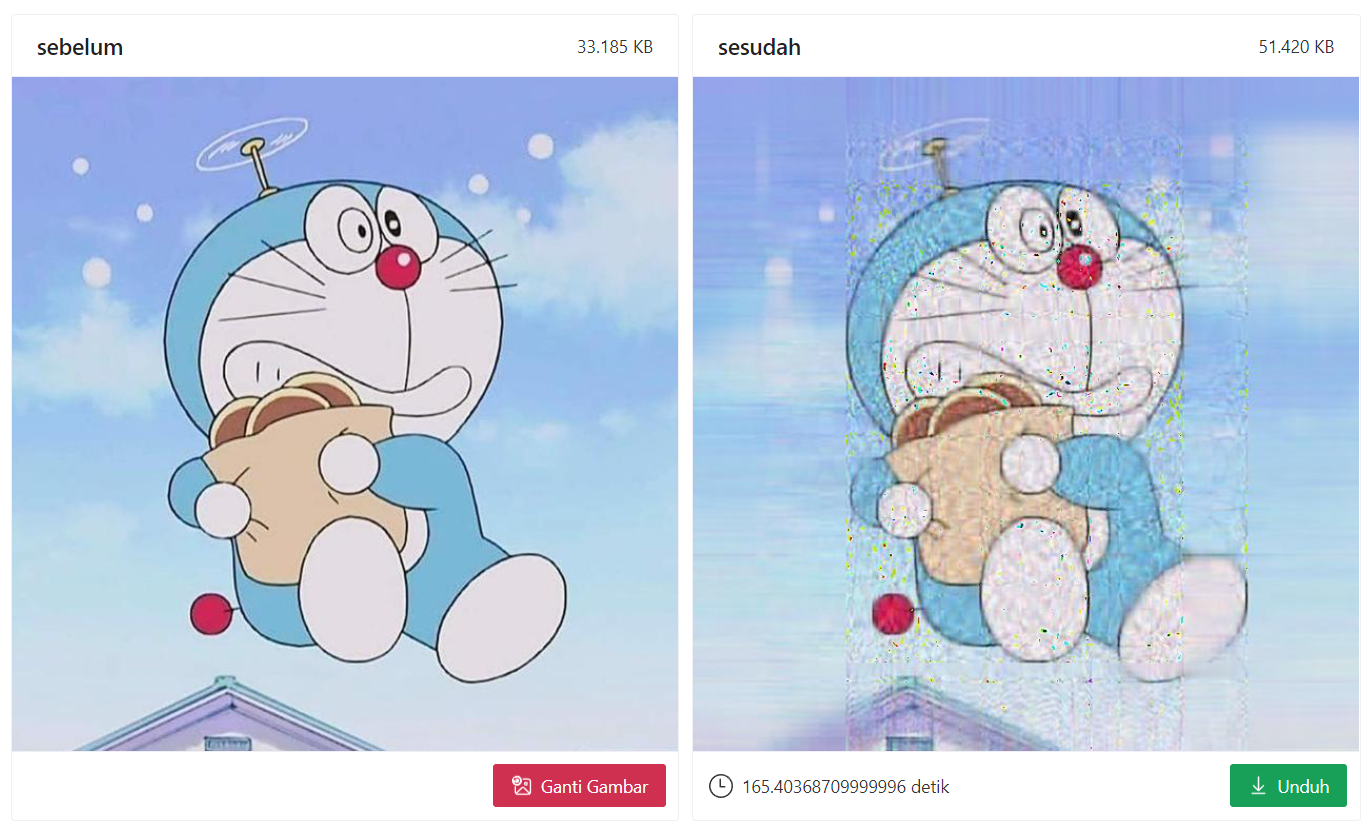 sebelum
33.185 KB
sesudah
51.420 KB
Ganti Gambar
165.40368709999996 detik
Unduh